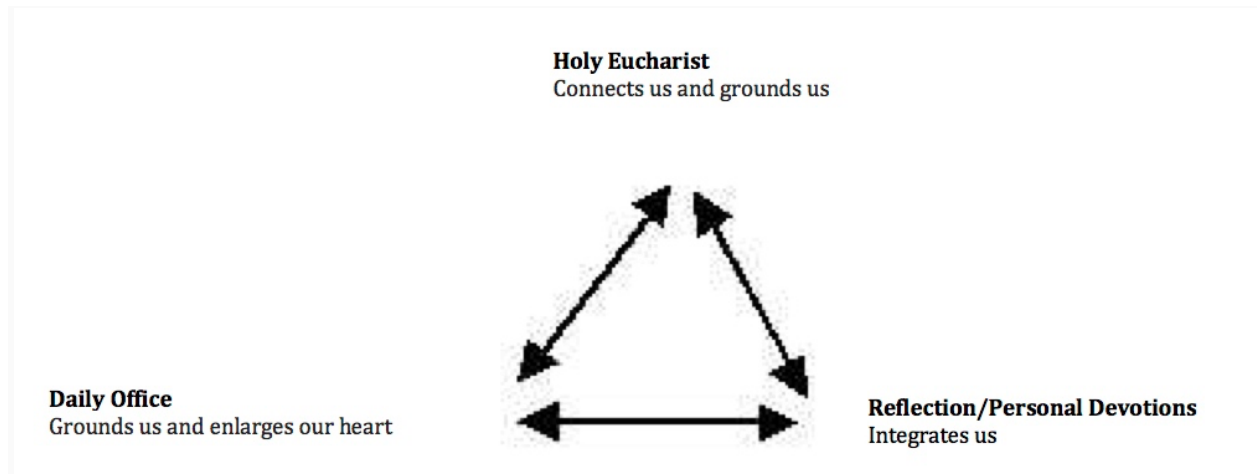 Holy Eucharist
Connects us and grounds us
Daily Office
Grounds us and enlarges our heart
Reflection/Personal Devotions
Integrates us